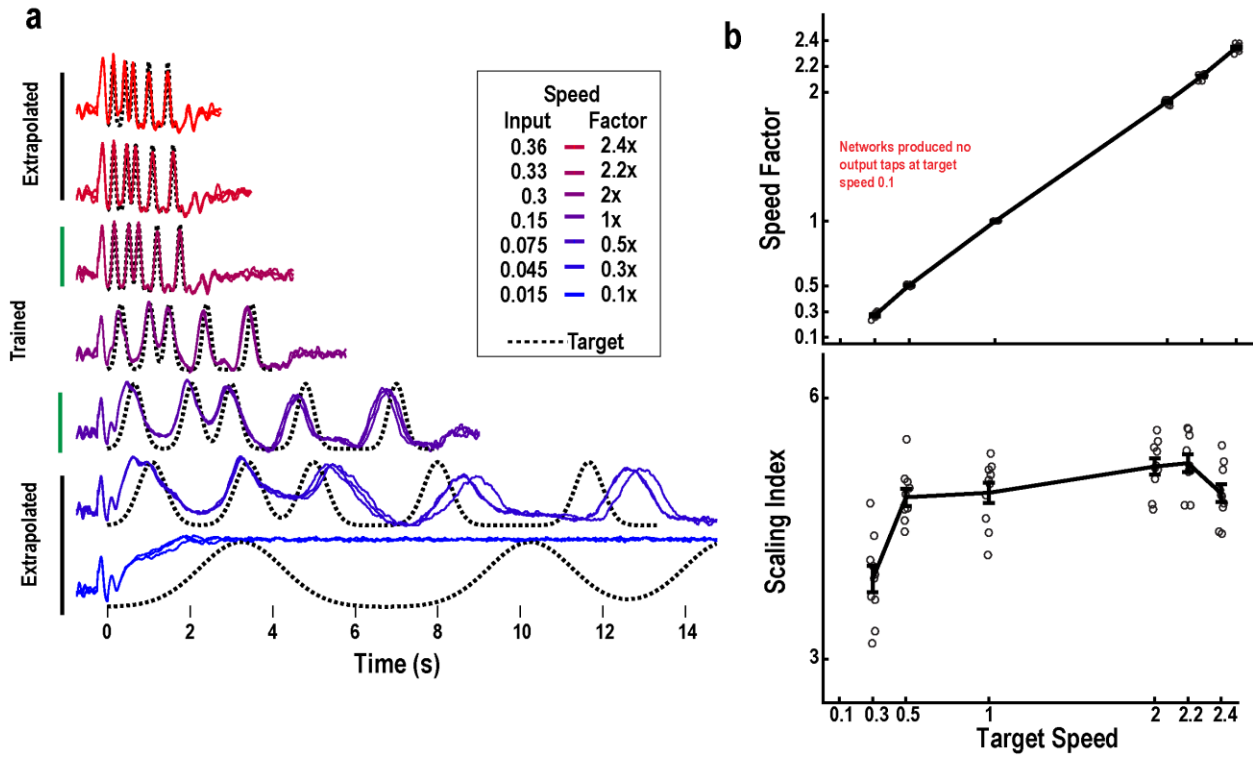 a
Extrapolated
Trained
Extrapolated
Speed
Input Factor
0.36 2.4x
0.33 2.2x
0.3 2x
0.15 1x
0.075 0.5x
0.045 0.3x
0.015 0.1x
Target
0 2 4 6 8 10 12 14
Time (s)
b
Speed Factor
2.4
2.2
2
1
0.5
0.3
0.1
Networks produced no
output taps at target
speed 0.1
Scaling Index
6
3
0.1 0.3 0.5 1 2 2.2 2.4
Target Speed